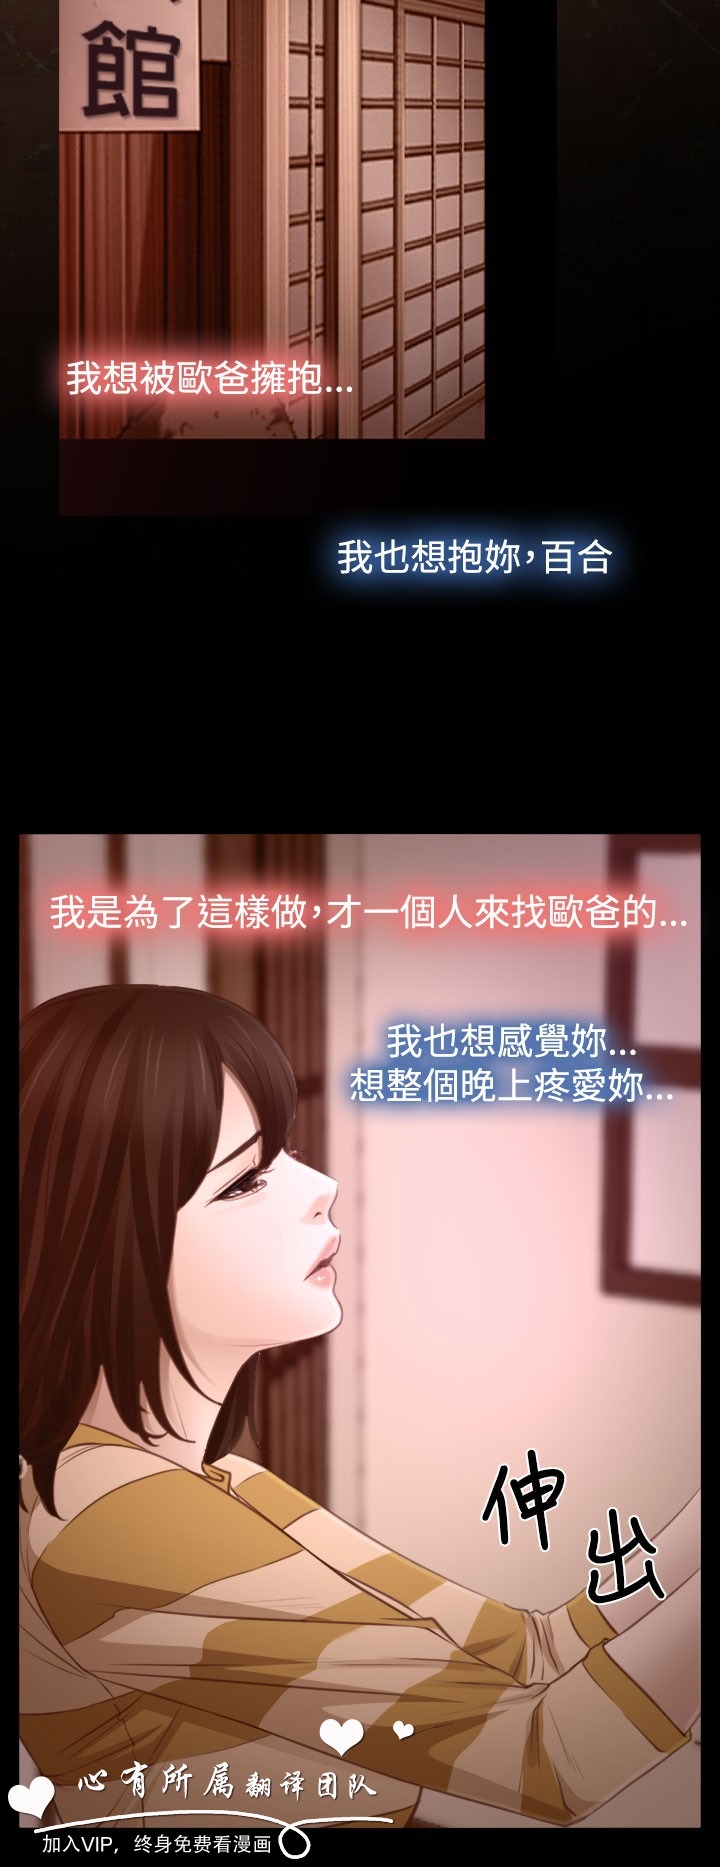 館
我想被歐爸擁抱...
我也想抱妳，百合
我是為了這樣做，才一個人來找歐爸的...
我也想感覺妳...
想整個晚上疼愛妳...
伸出
心有所属翻译团队
加入VIP，终身免费看漫画